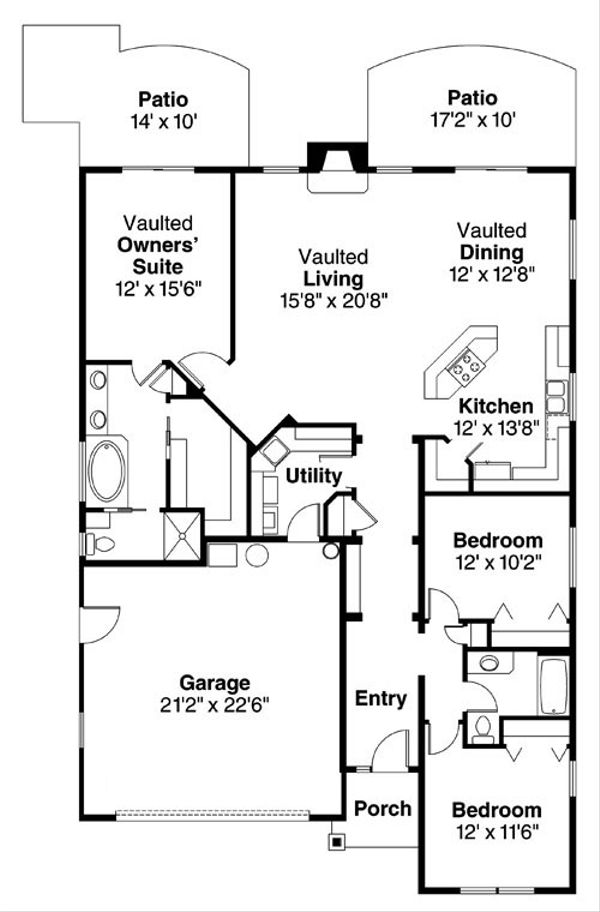 Patio
14' x 10'
Patio
17'2" x 10'
Vaulted
Owners'
Suite
12' x 15'6"
Vaulted
Living
15'8" x 20'8"
Vaulted
Dining
12' x 12'8"
Kitchen
12' x 13'8"
Utility
Bedroom
12' x 10'2"
Garage
21'2" x 22'6"
Entry
Porch
Bedroom
12' x 11'6"